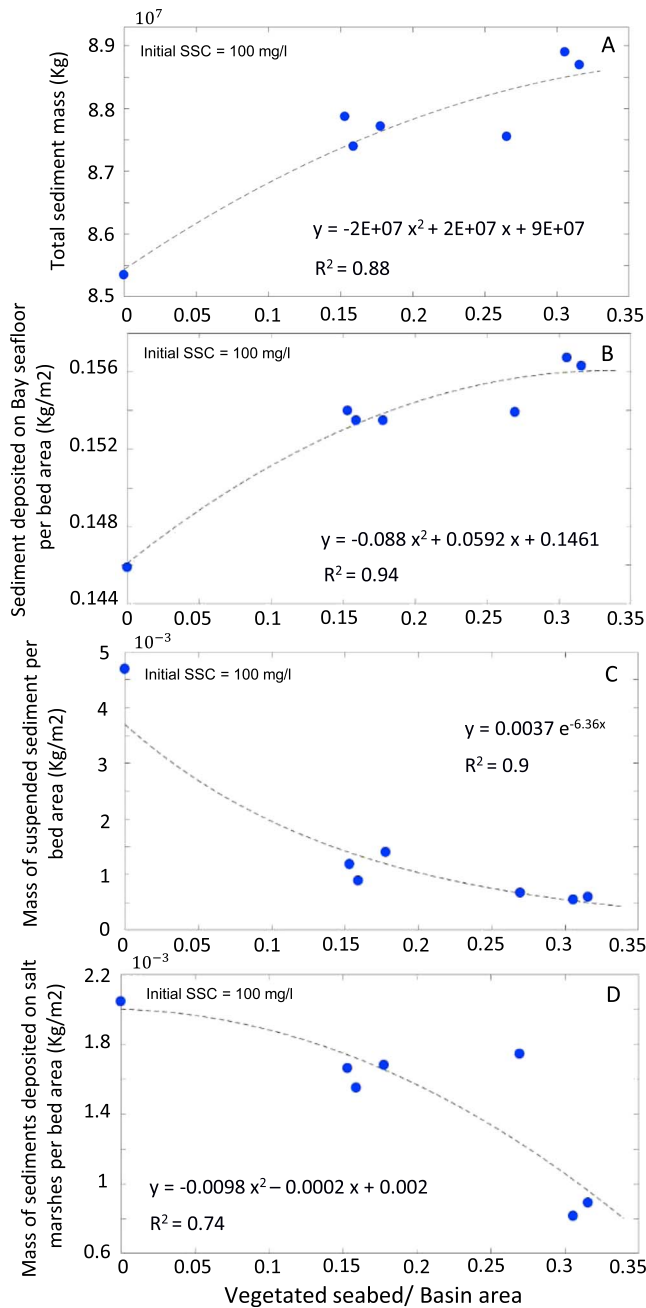 10⁷
Initial SSC = 100 mg/l
A
Total sediment mass (Kg)
8.9
8.8
8.7
8.6
8.5
y = -2E+07 x² + 2E+07 x + 9E+07
R² = 0.88
0 0.05 0.1 0.15 0.2 0.25 0.3 0.35
Initial SSC = 100 mg/l
B
Sediment deposited on Bay seafloor
per bed area (Kg/m2)
0.156
0.152
0.148
0.144
y = -0.088 x² + 0.0592 x + 0.1461
R² = 0.94
0 0.05 0.1 0.15 0.2 0.25 0.3 0.35
10⁻³
Initial SSC = 100 mg/l
C
Mass of suspended sediment per
bed area (Kg/m2)
5
4
3
2
1
0
y = 0.0037 e⁻⁶·³⁶ˣ
R² = 0.9
0 0.05 0.1 0.15 0.2 0.25 0.3 0.35
10⁻³
Initial SSC = 100 mg/l
D
Mass of sediments deposited on salt
marshes per bed area (Kg/m2)
2.2
1.8
1.4
1
0.6
y = -0.0098 x² – 0.0002 x + 0.002
R² = 0.74
0 0.05 0.1 0.15 0.2 0.25 0.3 0.35
Vegetated seabed/ Basin area